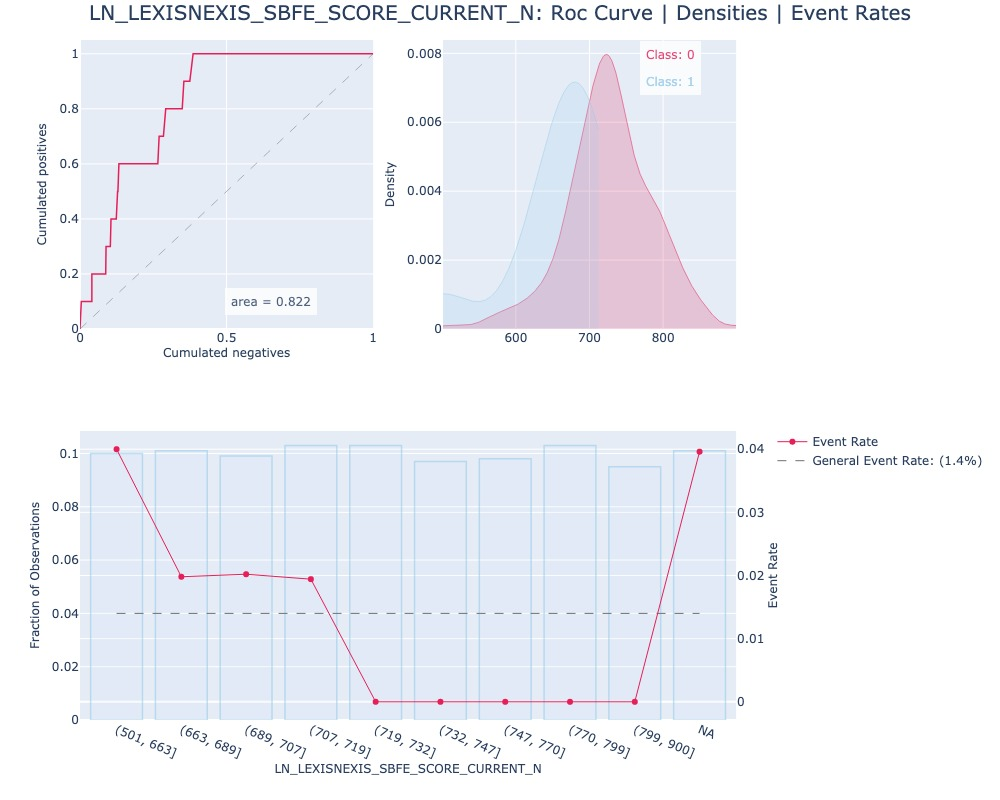 LN_LEXISNEXIS_SBFE_SCORE_CURRENT_N: Roc Curve | Densities | Event Rates
1
0.8
0.6
0.4
0.2
0
Cumulated positives
0
0.5
1
Cumulated negatives
area = 0.822
0.008
0.006
0.004
0.002
0
Density
600
700
800
Class: 0
Class: 1
0.1
0.08
0.06
0.04
0.02
0
Fraction of Observations
0.04
0.03
0.02
0.01
0
Event Rate
Event Rate
General Event Rate: (1.4%)
(501, 663]
(663, 689]
(689, 707]
(707, 719]
(719, 732]
(732, 747]
(747, 770]
(770, 799]
(799, 900]
NA
LN_LEXISNEXIS_SBFE_SCORE_CURRENT_N